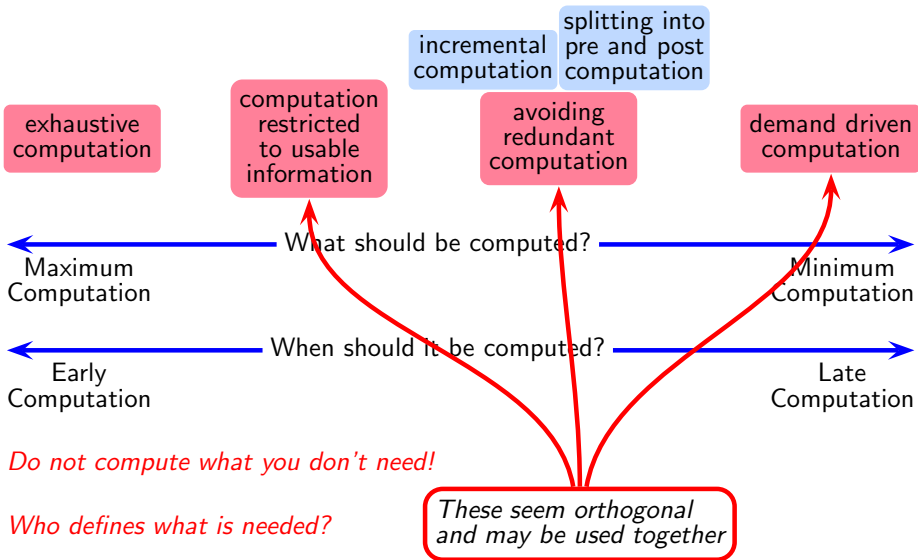 exhaustive
computation
computation
restricted
to usable
information
incremental
computation
splitting into
pre and post
computation
avoiding
redundant
computation
demand driven
computation
What should be computed?
Maximum
Computation
Minimum
Computation
When should it be computed?
Early
Computation
Late
Computation
Do not compute what you don't need!
Who defines what is needed?
These seem orthogonal
and may be used together